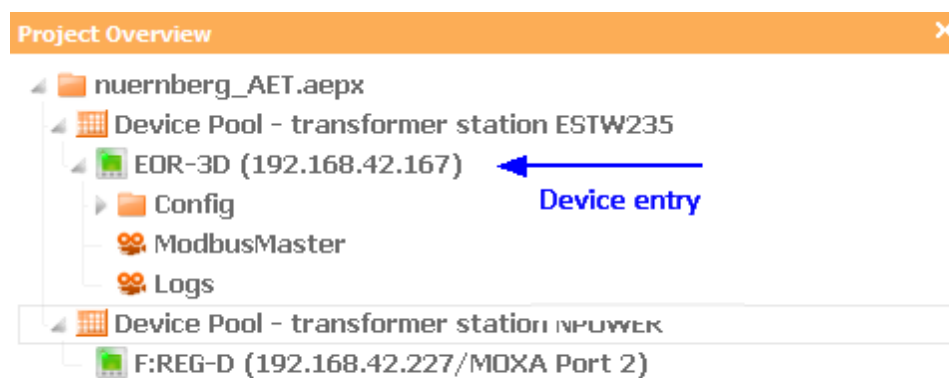 Project Overview
nuernberg_AET.aepx
Device Pool - transformer station ESTW235
EOR-3D (192.168.42.167)
Device entry
Config
ModbusMaster
Logs
Device Pool - transformer station NPOWER
F:REG-D (192.168.42.227/MOXA Port 2)